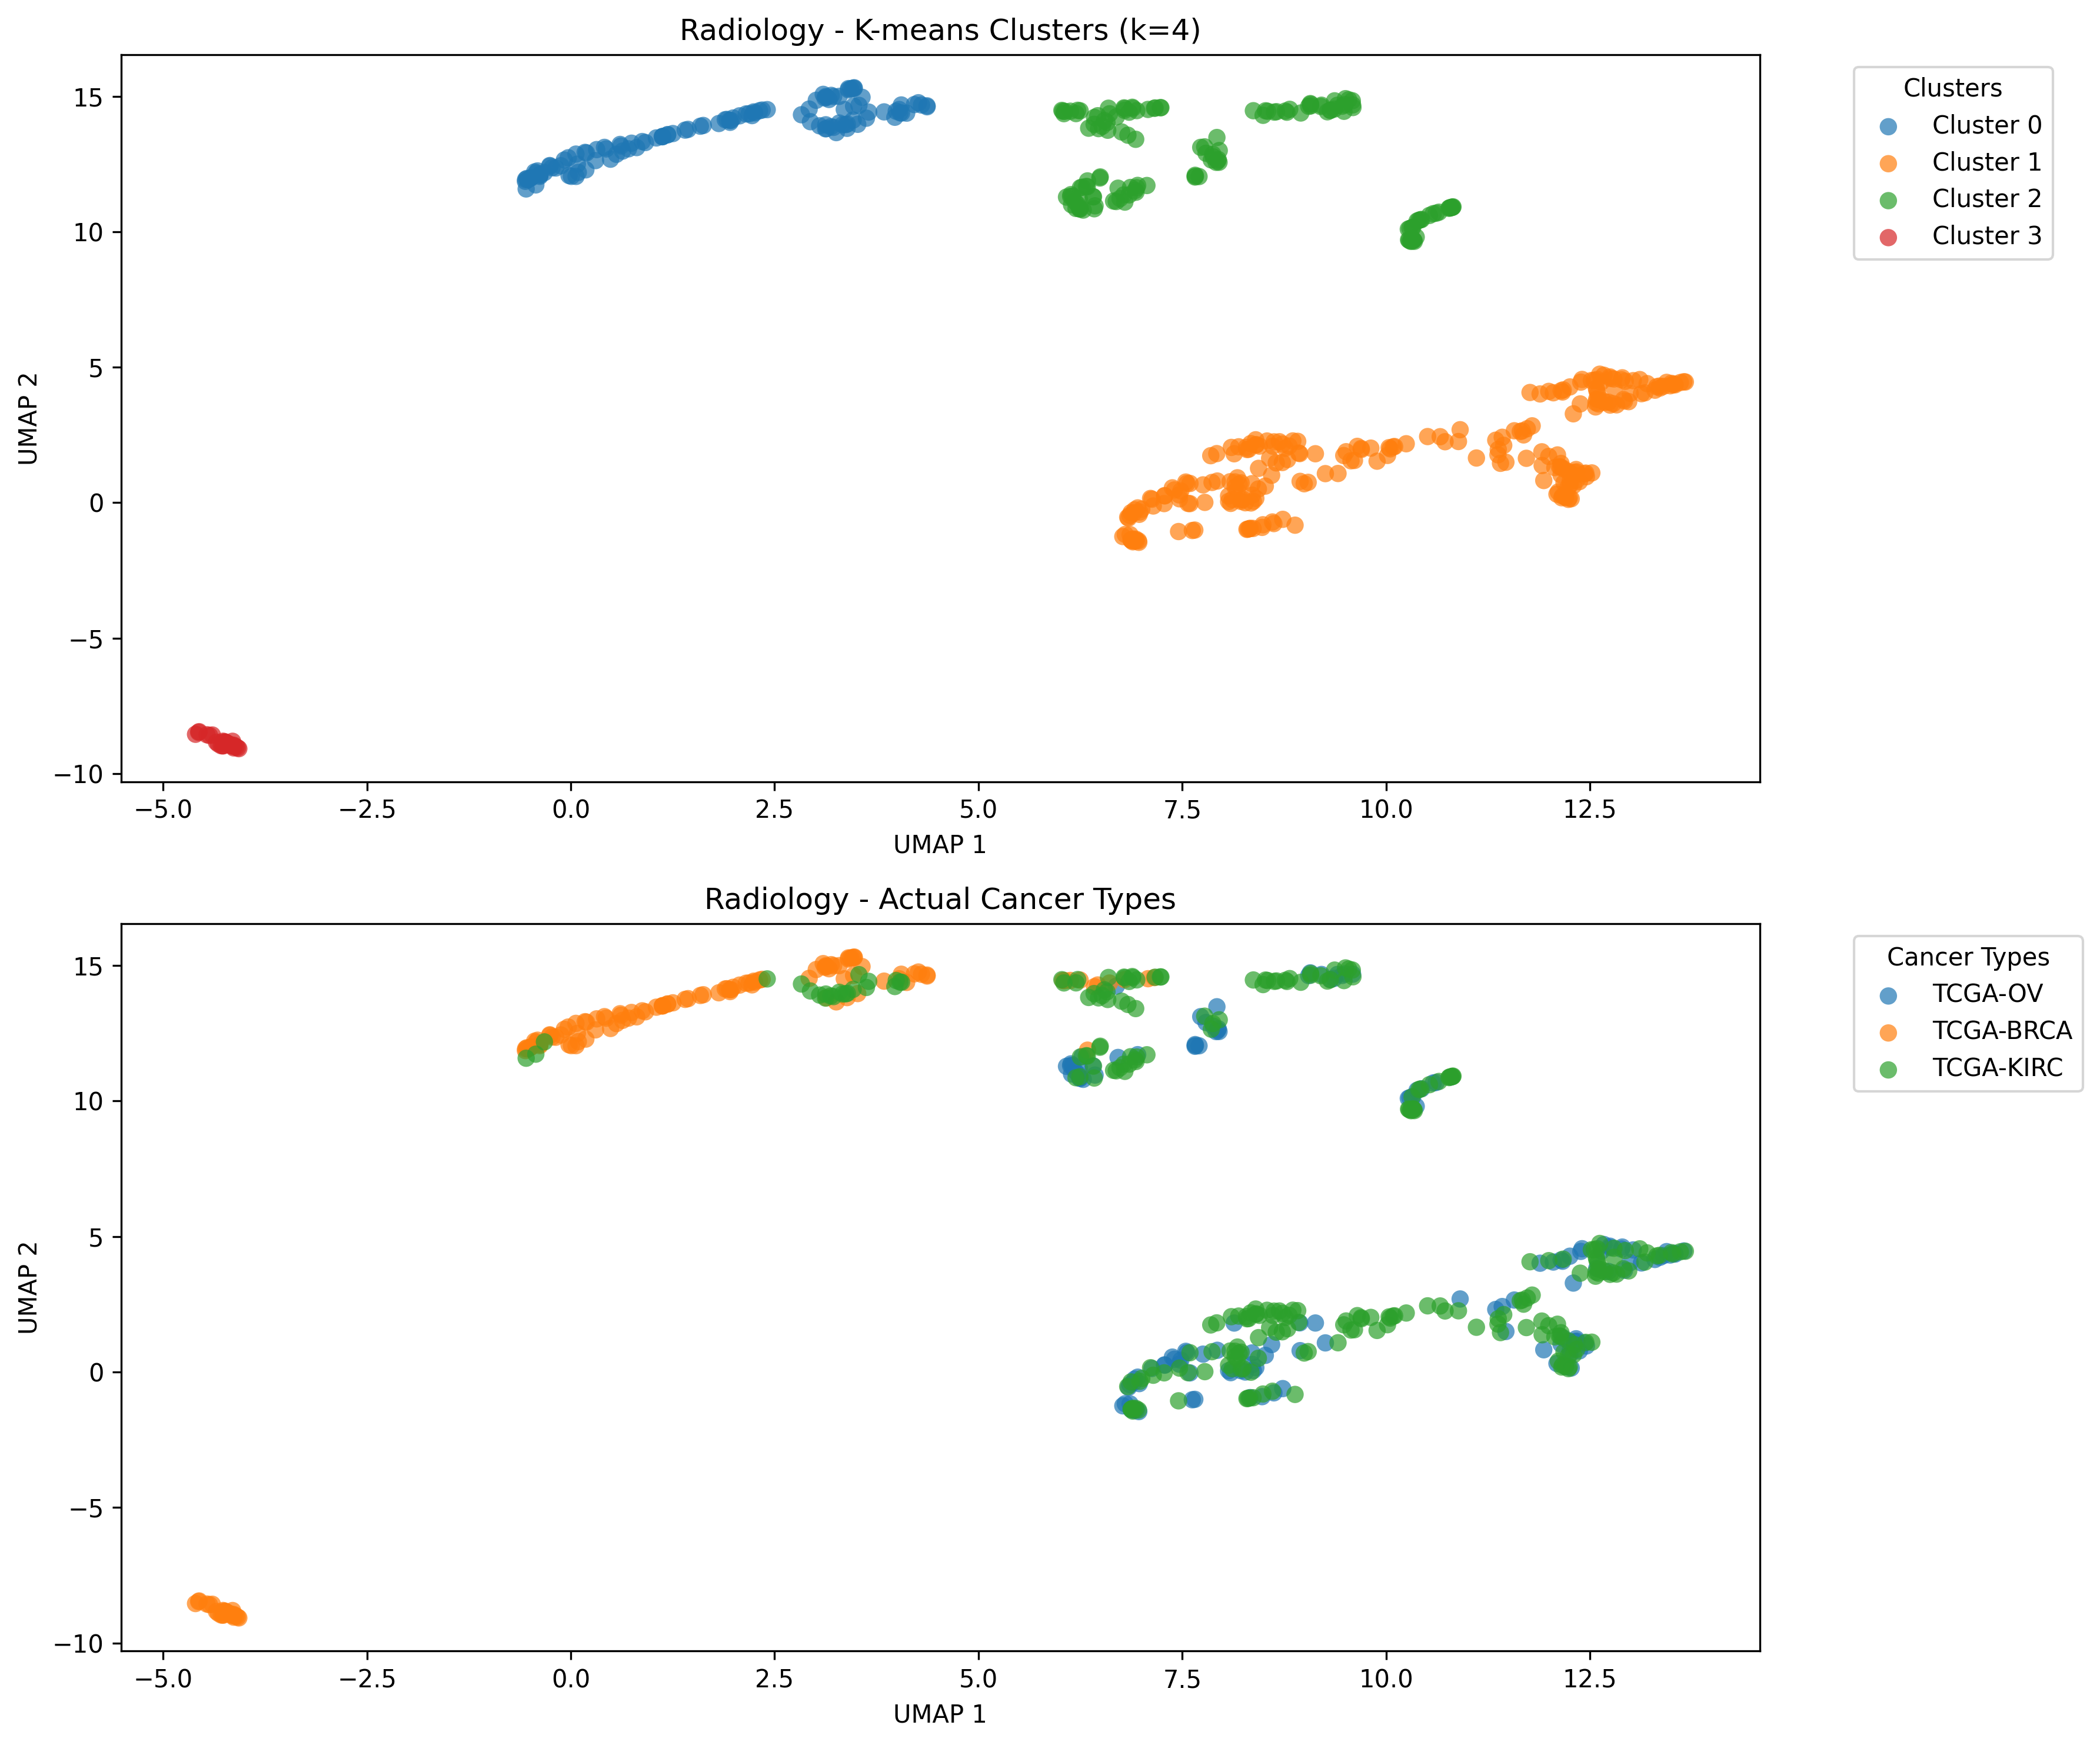 Radiology - K-means Clusters (k=4)
15
10
5
0
−5
−10
UMAP 2
−5.0
−2.5
0.0
2.5
5.0
7.5
10.0
12.5
UMAP 1
Clusters
Cluster 0
Cluster 1
Cluster 2
Cluster 3
Radiology - Actual Cancer Types
15
10
5
0
−5
−10
UMAP 2
−5.0
−2.5
0.0
2.5
5.0
7.5
10.0
12.5
UMAP 1
Cancer Types
TCGA-OV
TCGA-BRCA
TCGA-KIRC